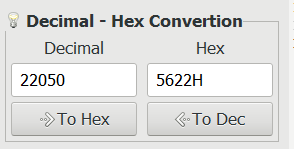 Decimal - Hex Convertion
Decimal Hex
22050 5622H
To Hex To Dec